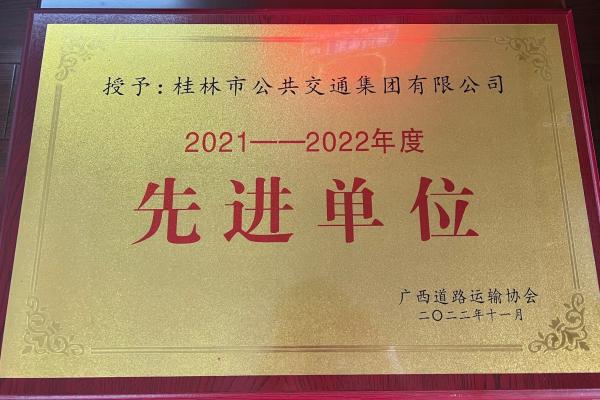 授予：桂林市公共交通集团有限公司
2021——2022年度
先进单位
广西道路运输协会
二〇二二年十一月